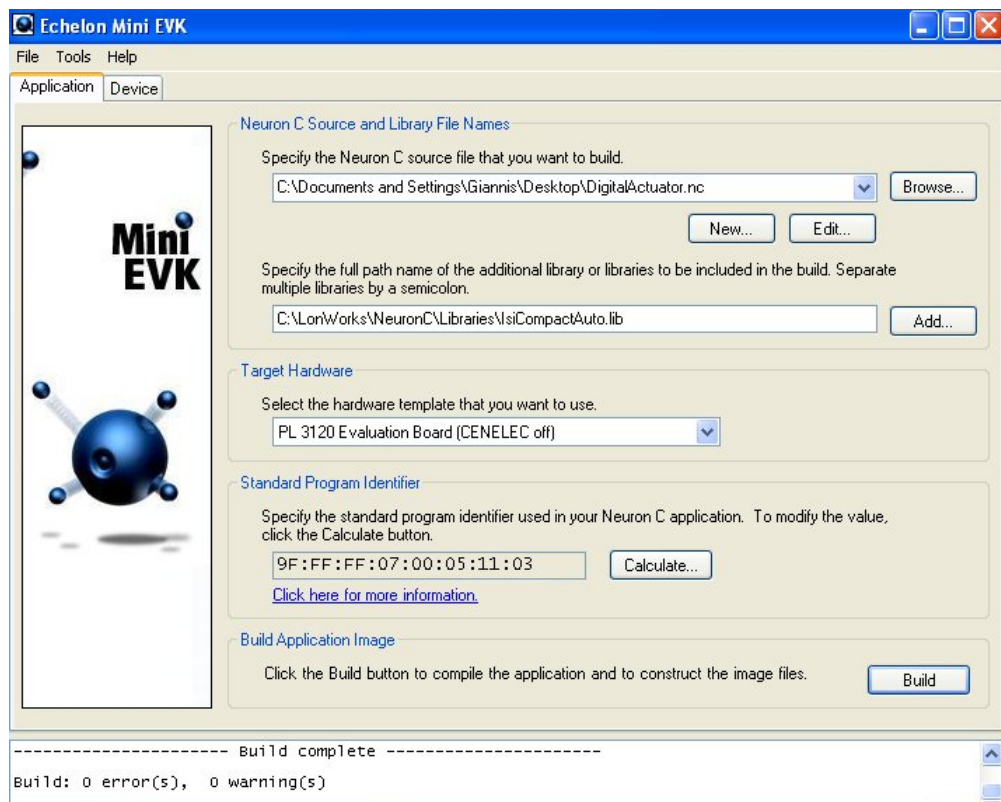 Echelon Mini EVK
File Tools Help
Application Device
Mini
EVK
Neuron C Source and Library File Names
Specify the Neuron C source file that you want to build.
C:\Documents and Settings\Giannis\Desktop\DigitalActuator.nc Browse...
New... Edit...
Specify the full path name of the additional library or libraries to be included in the build. Separate
multiple libraries by a semicolon.
C:\LonWorks\NeuronC\Libraries\IsiCompactAuto.lib Add...
Target Hardware
Select the hardware template that you want to use.
PL 3120 Evaluation Board (CENELEC off)
Standard Program Identifier
Specify the standard program identifier used in your Neuron C application. To modify the value,
click the Calculate button.
9F:FF:FF:07:00:05:11:03 Calculate...
Click here for more information.
Build Application Image
Click the Build button to compile the application and to construct the image files. Build
---------------------- Build complete ----------------------
Build: 0 error(s), 0 warning(s)